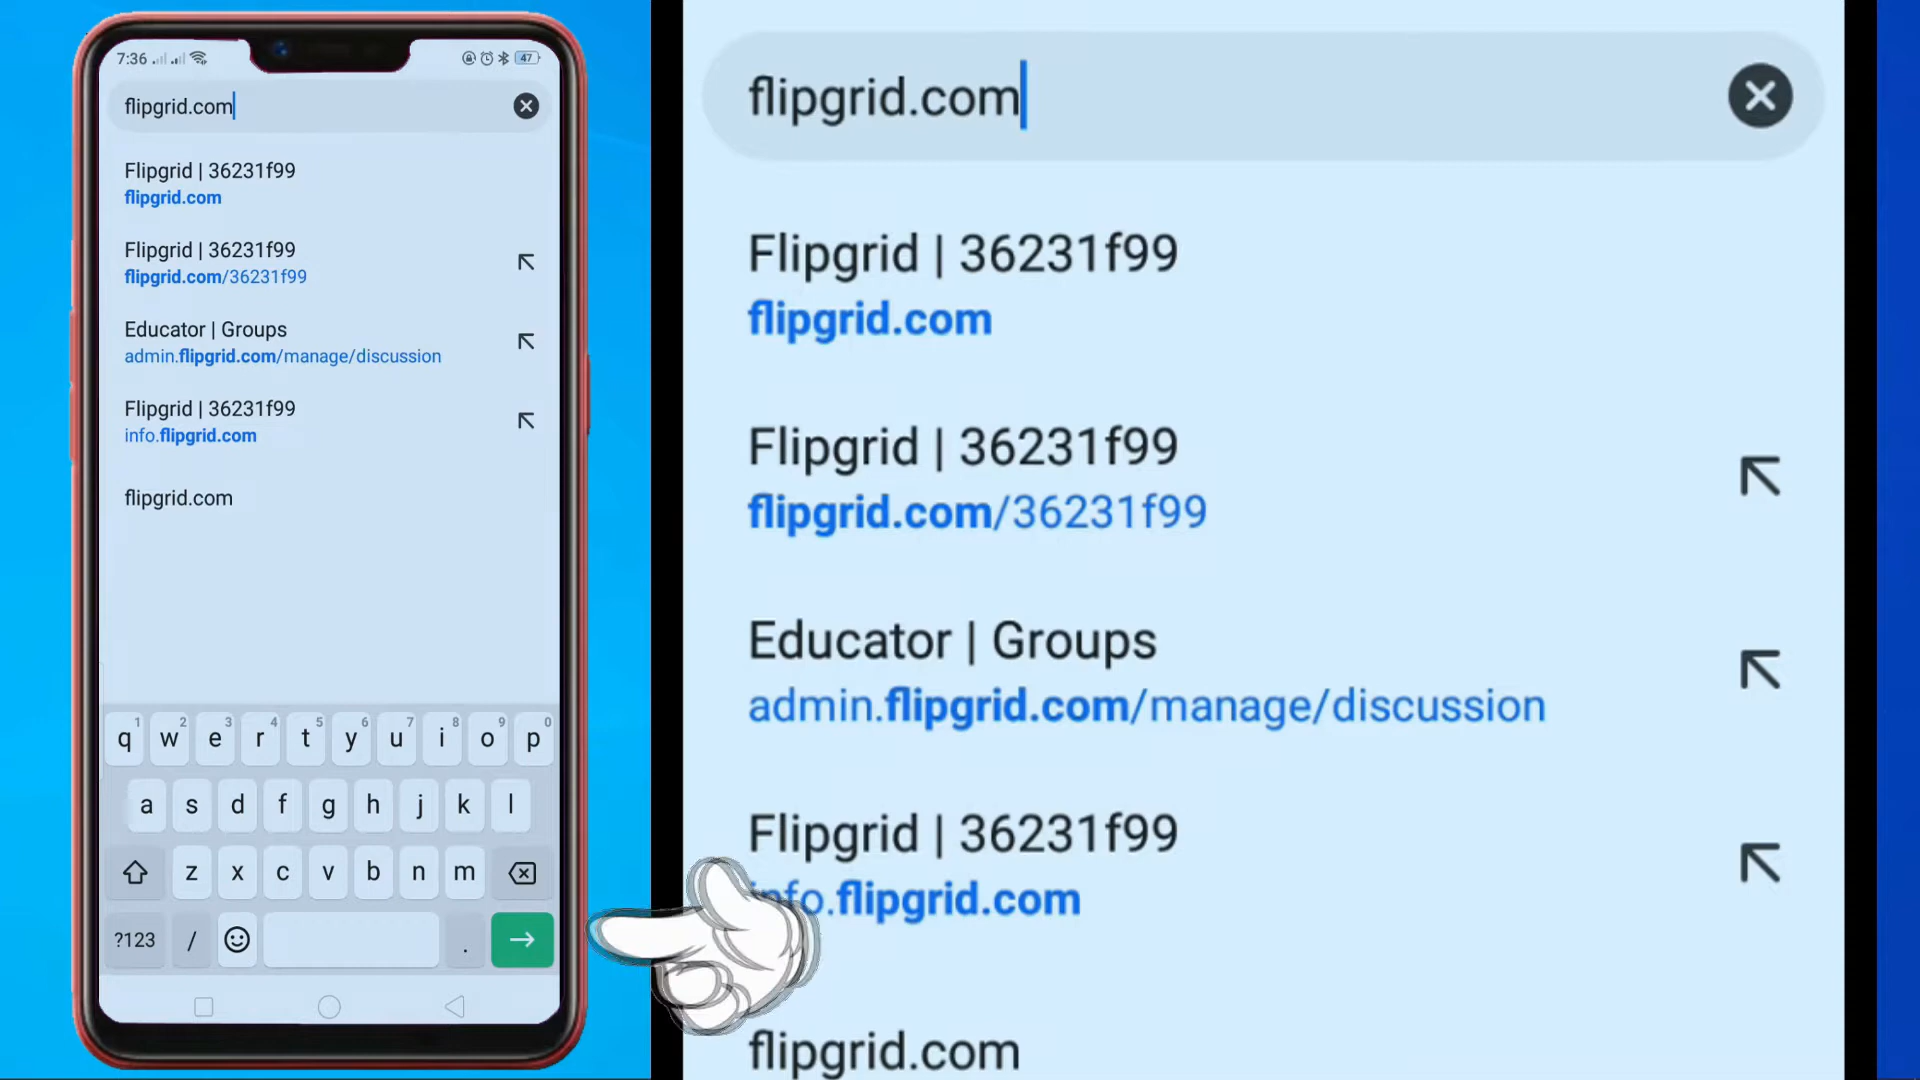 7:36
47
flipgrid.com
Flipgrid | 36231f99
flipgrid.com
Flipgrid | 36231f99
flipgrid.com/36231f99
Educator | Groups
admin.flipgrid.com/manage/discussion
Flipgrid | 36231f99
info.flipgrid.com
flipgrid.com
1 2 3 4 5 6 7 8 9 0
q w e r t y u i o p
a s d f g h j k l
z x c v b n m
?123 / .
flipgrid.com
Flipgrid | 36231f99
flipgrid.com
Flipgrid | 36231f99
flipgrid.com/36231f99
Educator | Groups
admin.flipgrid.com/manage/discussion
Flipgrid | 36231f99
info.flipgrid.com
flipgrid.com